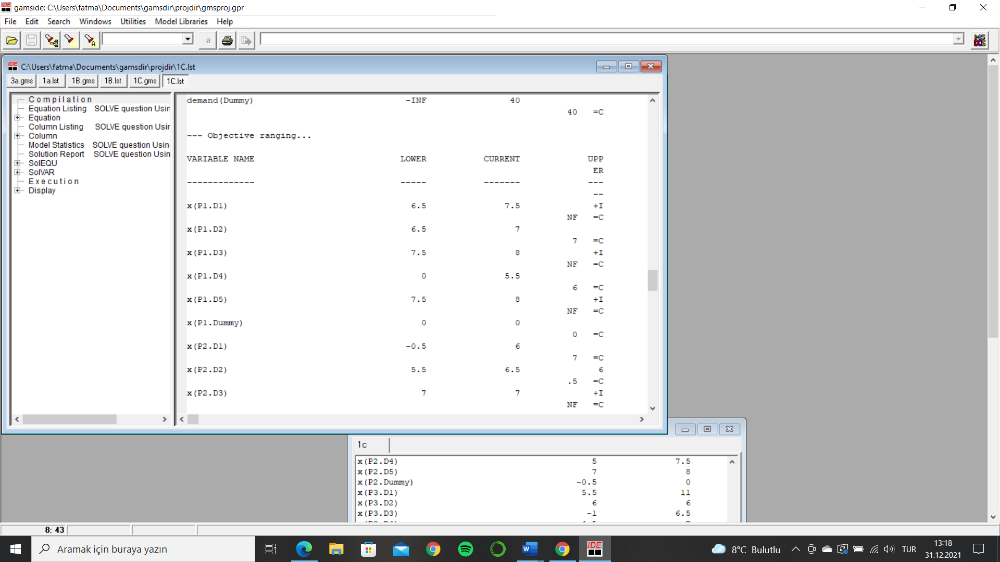 IDE gamside: C:\Users\fatma\Documents\gamsdir\projdir\gmsproj.gpr
File Edit Search Windows Utilities Model Libraries Help
a
MS DOS
IDE C:\Users\fatma\Documents\gamsdir\projdir\1C.lst
3a.gms 1a.lst 1B.gms 1B.lst 1C.gms 1C.lst
C o m p i l a t i o n
Equation Listing SOLVE question Usin
Equation
Column Listing SOLVE question Usir
Column
Model Statistics SOLVE question Usin
Solution Report SOLVE question Usin
SolEQU
SolVAR
E x e c u t i o n
Display
demand(Dummy) -INF 40
40 =C
--- Objective ranging...
VARIABLE NAME LOWER CURRENT UPP
ER
------------- ----- ------- ---
--
x(P1.D1) 6.5 7.5 +I
NF =C
x(P1.D2) 6.5 7
7 =C
x(P1.D3) 7.5 8 +I
NF =C
x(P1.D4) 0 5.5
6 =C
x(P1.D5) 7.5 8 +I
NF =C
x(P1.Dummy) 0 0
0 =C
x(P2.D1) -0.5 6
7 =C
x(P2.D2) 5.5 6.5 6
.5 =C
x(P2.D3) 7 7 +I
NF =C
1c
x(P2.D4) 5 7.5
x(P2.D5) 7 8
x(P2.Dummy) -0.5 0
x(P3.D1) 5.5 11
x(P3.D2) 6 6
x(P3.D3) -1 6.5
8: 43
Aramak için buraya yazın
W
IDE
8°C Bulutlu
TUR
13:18
31.12.2021